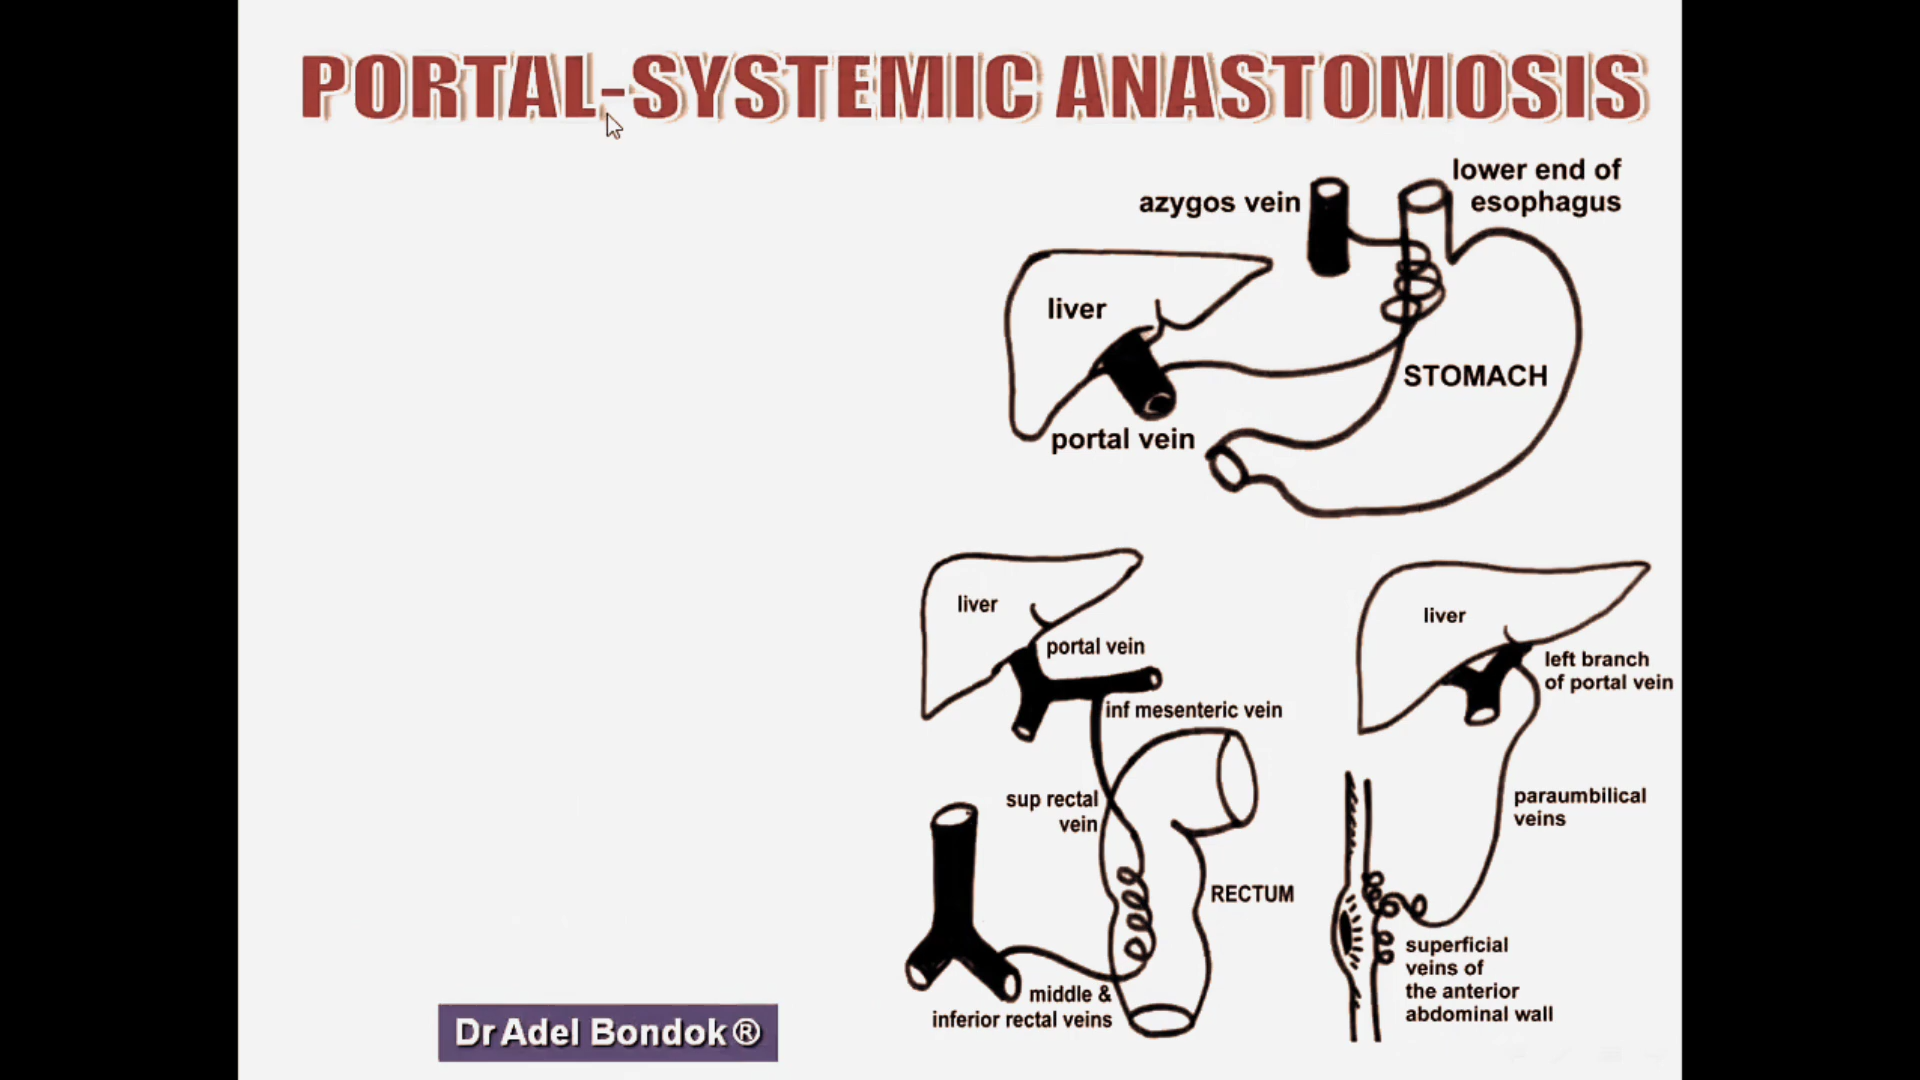 PORTAL-SYSTEMIC ANASTOMOSIS
lower end of
esophagus
azygos vein
liver
STOMACH
portal vein
liver
portal vein
inf mesenteric vein
sup rectal
vein
RECTUM
middle &
inferior rectal veins
liver
left branch
of portal vein
paraumbilical
veins
superficial
veins of
the anterior
abdominal wall
Dr Adel Bondok®